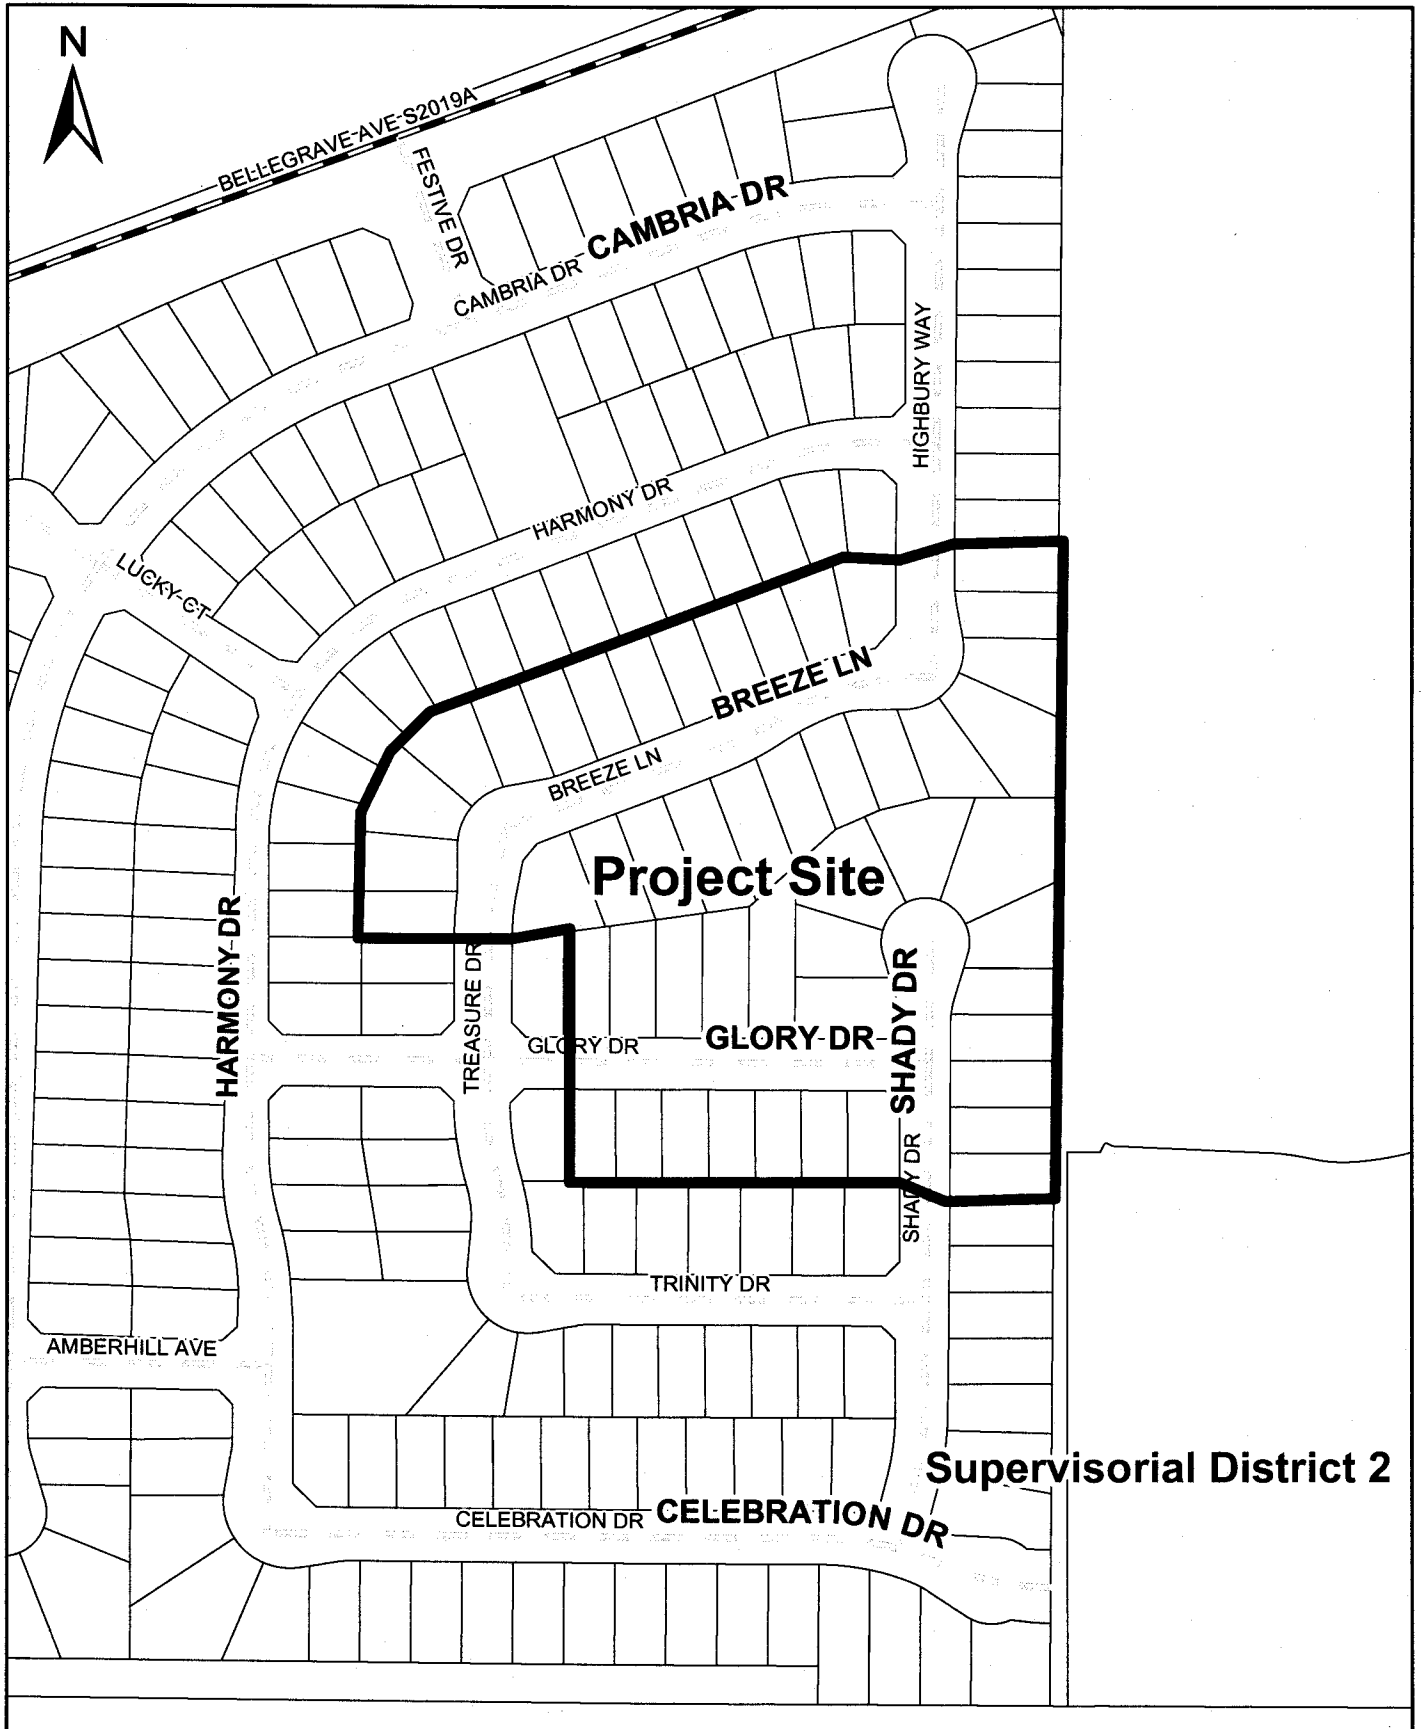 N
BELLEGRAVE AVE S2019A
FESTIVE DR
CAMBRIA DR
CAMBRIA DR
HIGHBURY WAY
HARMONY DR
LUCKY CT
BREEZE LN
BREEZE LN
Project Site
HARMONY DR
TREASURE DR
GLORY DR
GLORY DR
SHADY DR
SHADY DR
TRINITY DR
AMBERHILL AVE
Supervisorial District 2
CELEBRATION DR
CELEBRATION DR